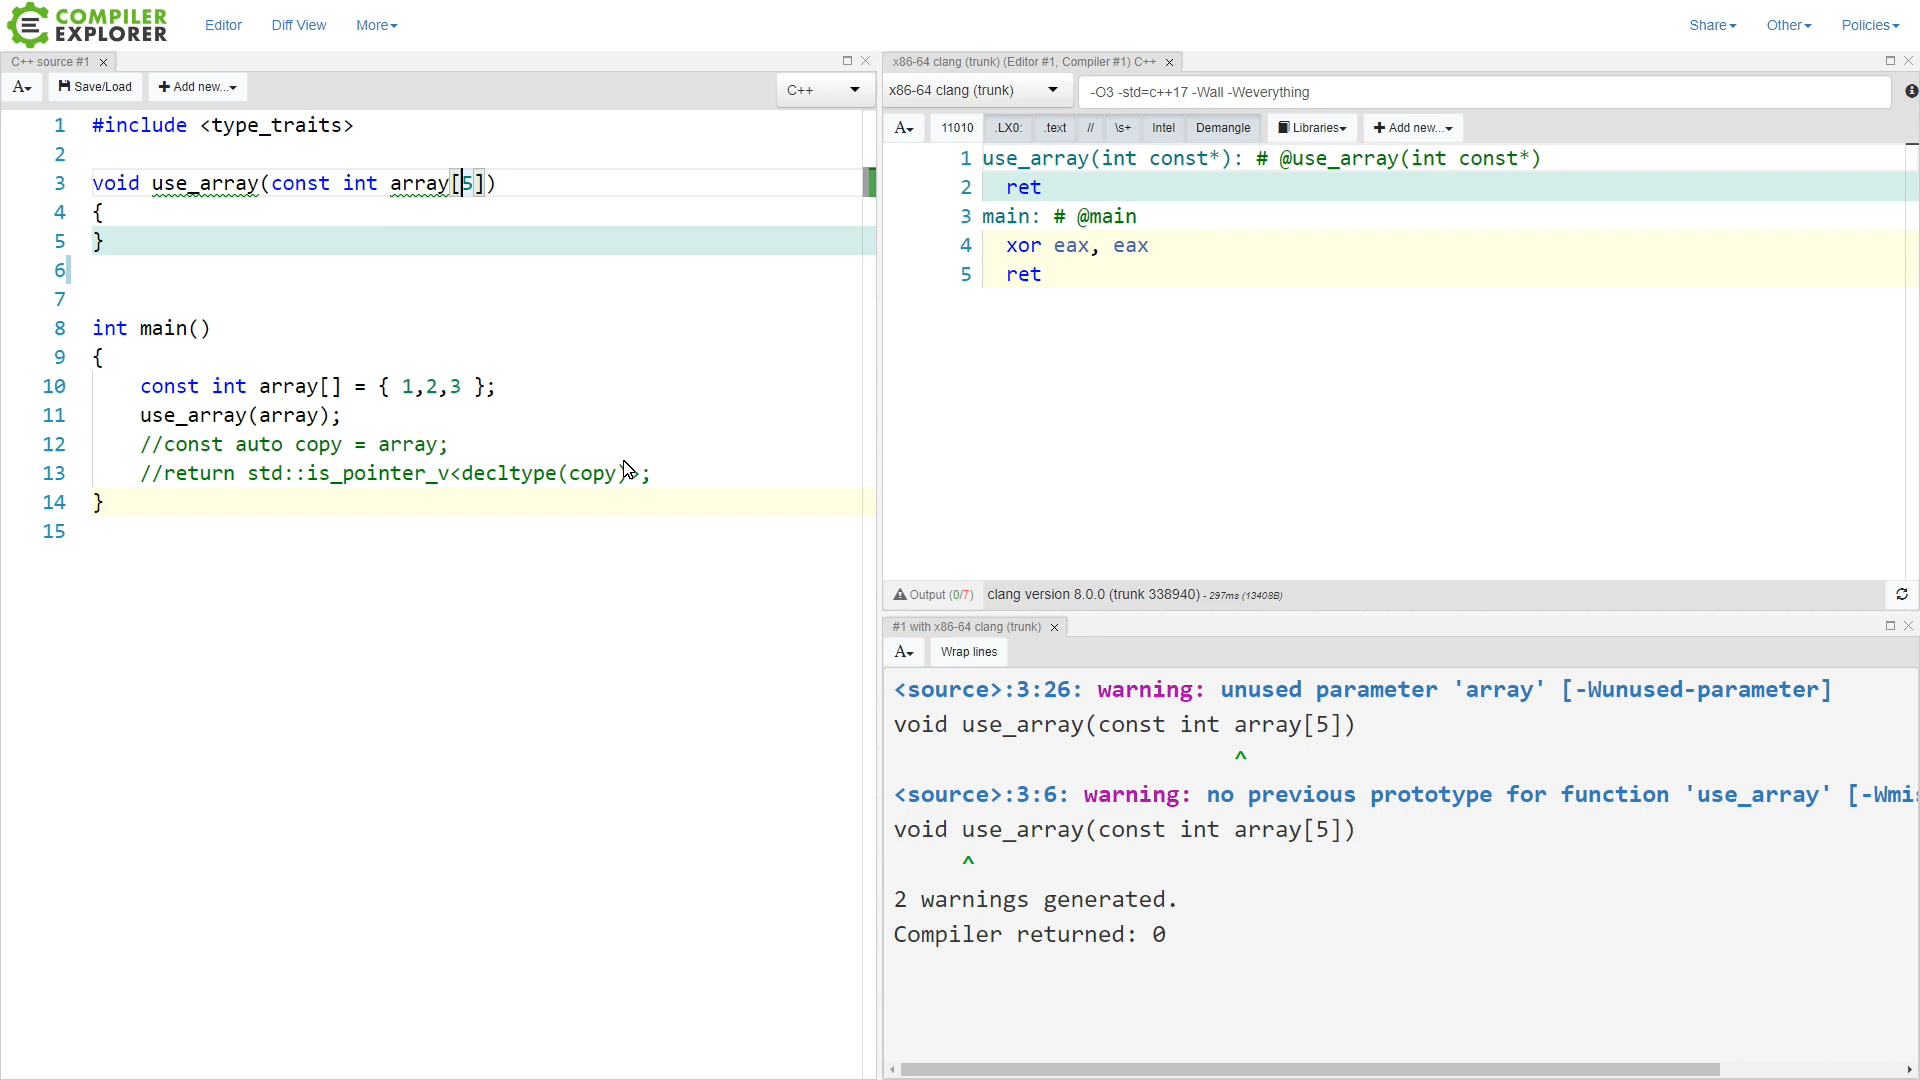 COMPILER
EXPLORER
Editor
Diff View
More
Share
Other
Policies
C++ source #1
A
Save/Load
Add new...
C++
1 #include <type_traits>
2
3 void use_array(const int array[5])
4 {
5 }
6
7
8 int main()
9 {
10 const int array[] = { 1,2,3 };
11 use_array(array);
12 //const auto copy = array;
13 //return std::is_pointer_v<decltype(copy)>;
14 }
15
x86-64 clang (trunk) (Editor #1, Compiler #1) C++
x86-64 clang (trunk)
-O3 -std=c++17 -Wall -Weverything
A
11010
.LX0:
.text
//
\s+
Intel
Demangle
Libraries
Add new...
1 use_array(int const*): # @use_array(int const*)
2 ret
3 main: # @main
4 xor eax, eax
5 ret
Output (0/7)
clang version 8.0.0 (trunk 338940) - 297ms (13408B)
#1 with x86-64 clang (trunk)
A
Wrap lines
<source>:3:26: warning: unused parameter 'array' [-Wunused-parameter]
void use_array(const int array[5])
^
<source>:3:6: warning: no previous prototype for function 'use_array' [-Wmis
void use_array(const int array[5])
^
2 warnings generated.
Compiler returned: 0